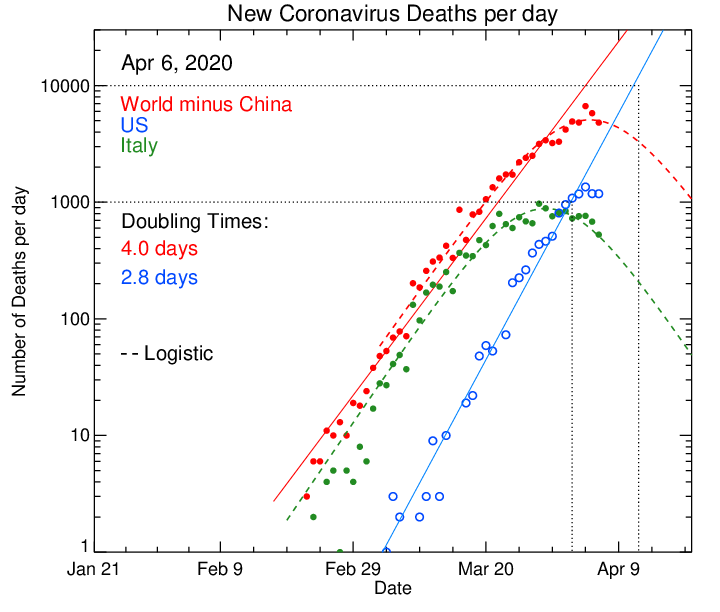 New Coronavirus Deaths per day
Apr 6, 2020
World minus China
US
Italy
Doubling Times:
4.0 days
2.8 days
-- Logistic
Number of Deaths per day
10000
1000
100
10
1
Jan 21
Feb 9
Feb 29
Mar 20
Apr 9
Date